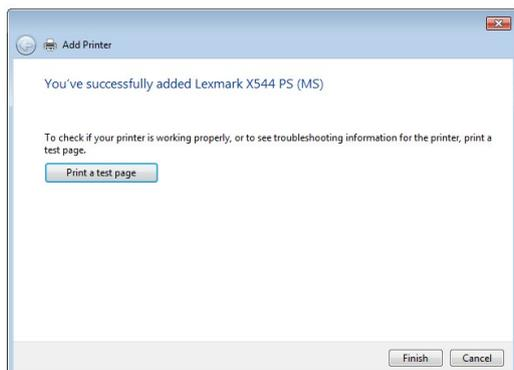 Add Printer
You've successfully added Lexmark X544 PS (MS)
To check if your printer is working properly, or to see troubleshooting information for the printer, print a
test page.
Print a test page
Finish
Cancel